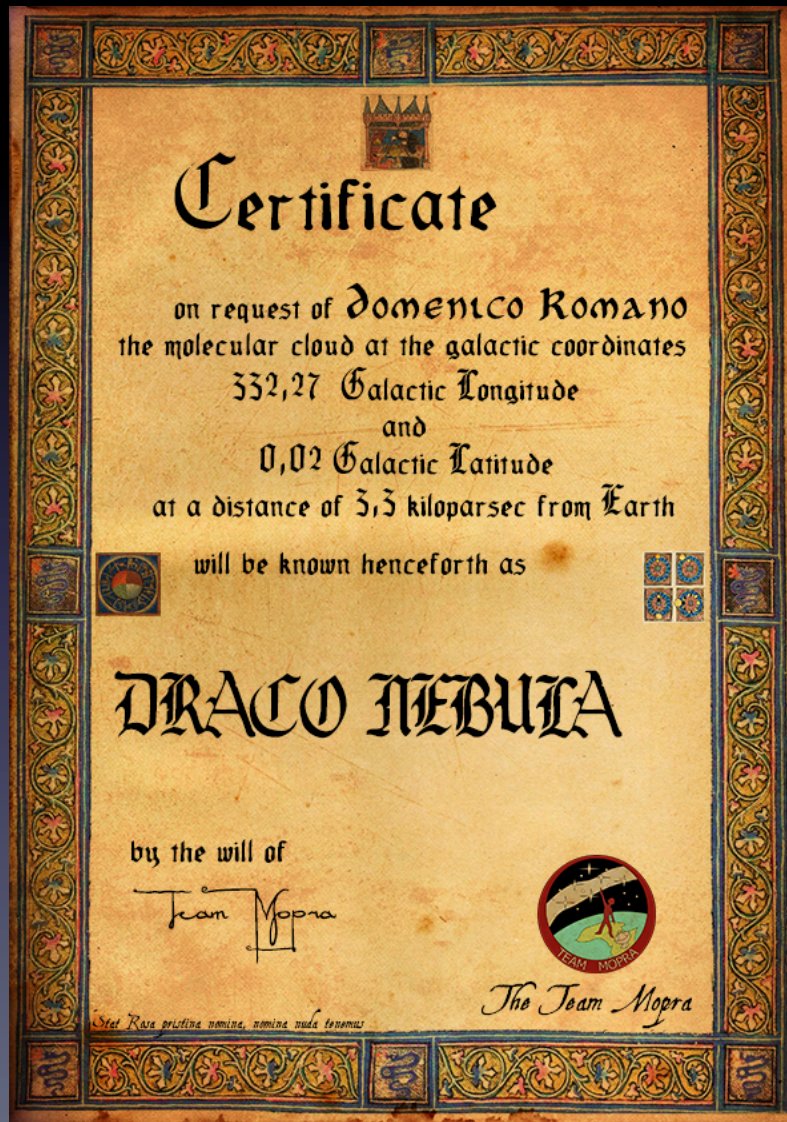 Certificate
on request of Domenico Romano
the molecular cloud at the galactic coordinates
332,27 Galactic Longitude
and
0,02 Galactic Latitude
at a distance of 3,3 kiloparsec from Earth
will be known henceforth as
DRACO NEBULA
by the will of
Team Mopra
TEAM MOPRA
The Team Mopra
Stat Rosa pristina nomina, nomina nuda tenemus